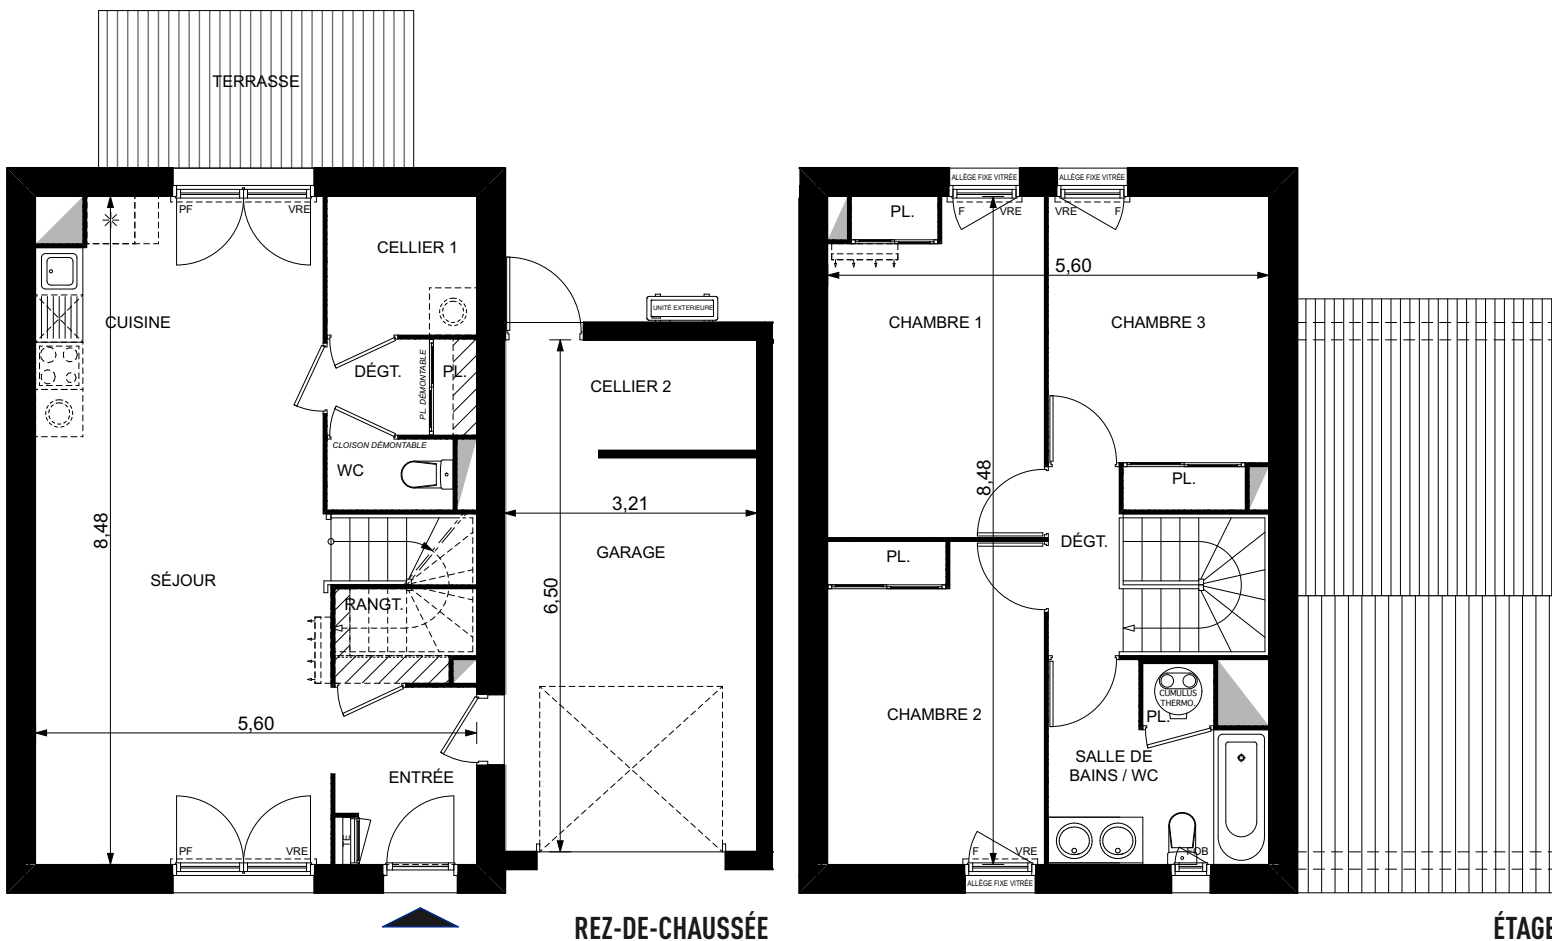 TERRASSE
PF
VRE
CELLIER 1
CUISINE
DÉGT.
PL. DÉMONTABLE
PL.
CLOISON DÉMONTABLE
WC
8,48
SÉJOUR
RANGT.
5,60
ENTRÉE
TE
PF
VRE
UNITÉ EXTERIEURE
CELLIER 2
3,21
GARAGE
6,50
REZ-DE-CHAUSSÉE
ALLÈGE FIXE VITRÉE
ALLÈGE FIXE VITRÉE
F
VRE
VRE
F
PL.
5,60
CHAMBRE 1
CHAMBRE 3
8,48
PL.
DÉGT.
PL.
CHAMBRE 2
CUMULUS
THERMO.
PL.
SALLE DE
BAINS / WC
F
VRE
FOB
ALLÈGE FIXE VITRÉE
ÉTAGE